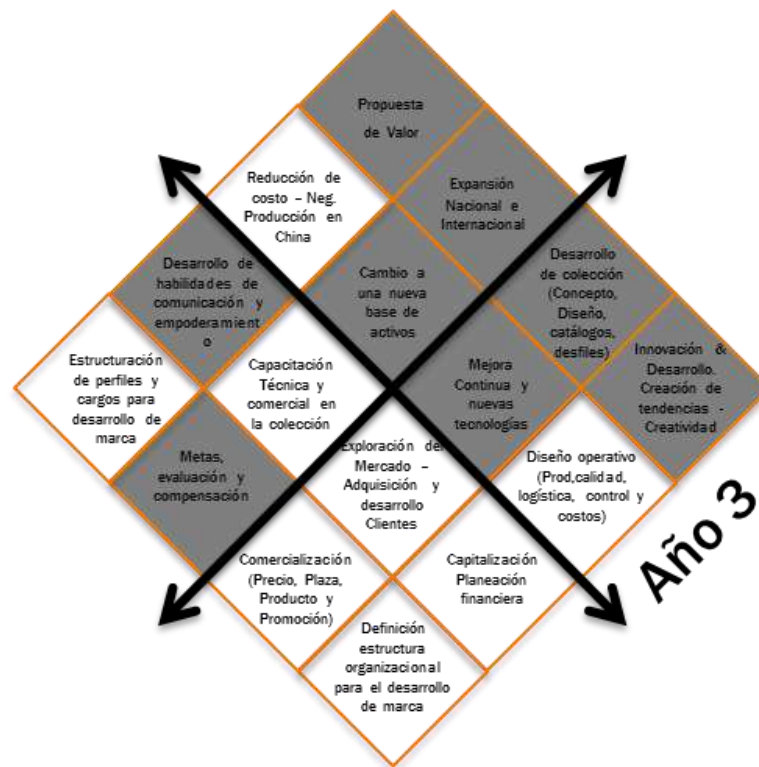 Propuesta
de Valor
Reducción de
costo – Neg.
Producción en
China
Expansión
Nacional e
Internacional
Desarrollo de
habilidades de
comunicación y
empoderamient
o
Cambio a
una nueva
base de
activos
Desarrollo
de colección
(Concepto,
Diseño,
catálogos,
desfiles)
Estructuración
de perfiles y
cargos para
desarrollo de
marca
Capacitación
Técnica y
comercial en
la colección
Mejora
Continua y
nuevas
tecnologías
Innovación &
Desarrollo.
Creación de
tendencias -
Creatividad
Metas,
evaluación y
compensación
Exploración del
Mercado –
Adquisición y
desarrollo
Clientes
Diseño operativo
(Prod,calidad,
logística, control y
costos)
Comercialización
(Precio, Plaza,
Producto y
Promoción)
Capitalización
Planeación
financiera
Definición
estructura
organizacional
para el desarrollo
de marca
Año 3